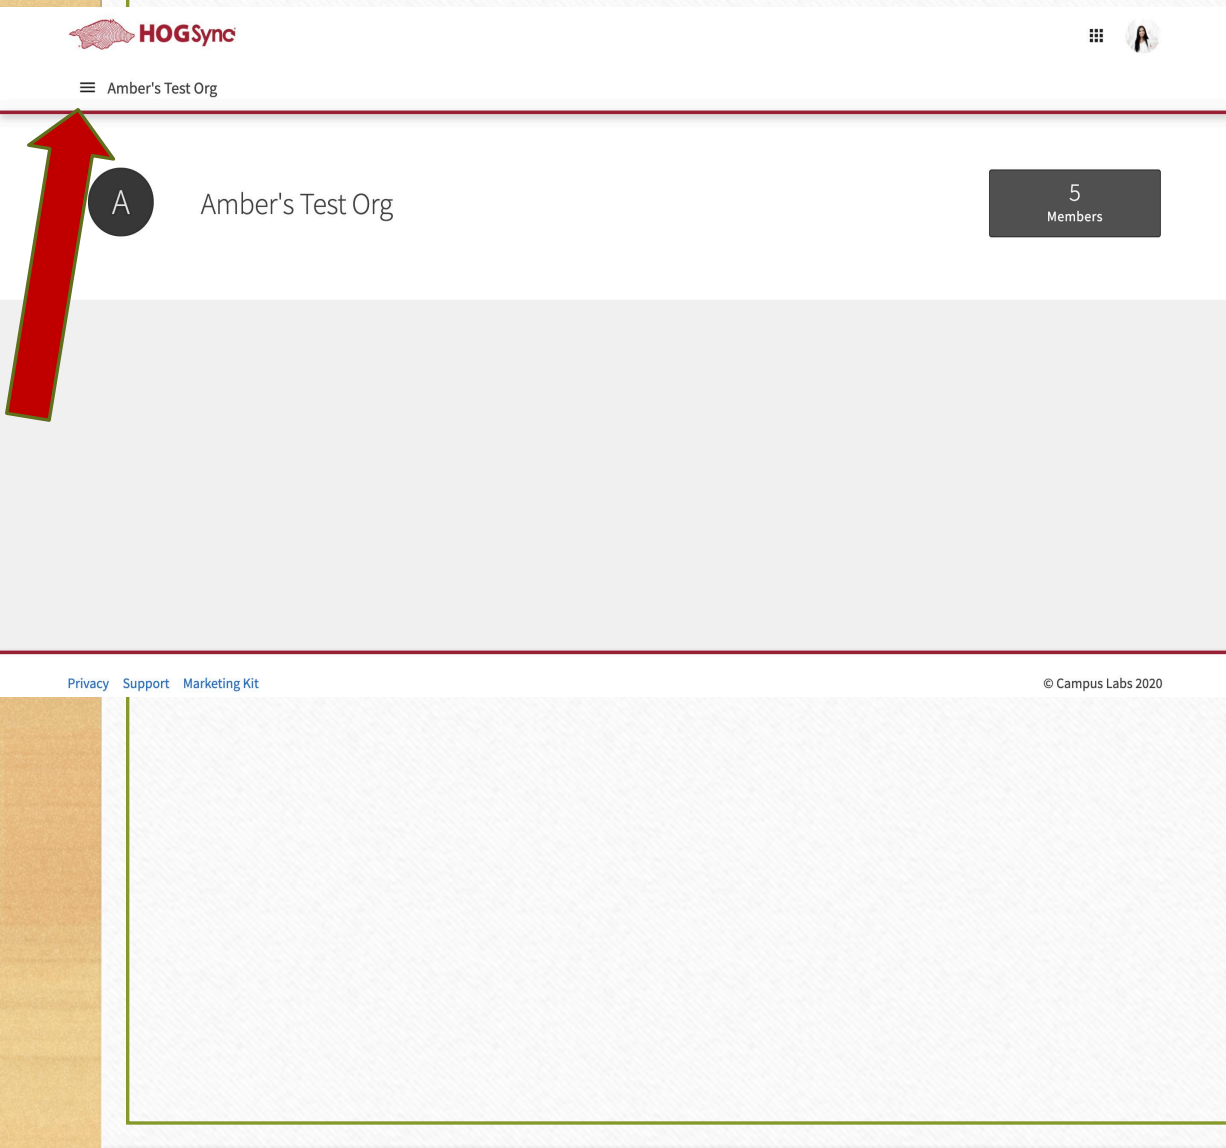 HOGSync
Amber's Test Org
A
Amber's Test Org
5
Members
Privacy Support Marketing Kit
© Campus Labs 2020